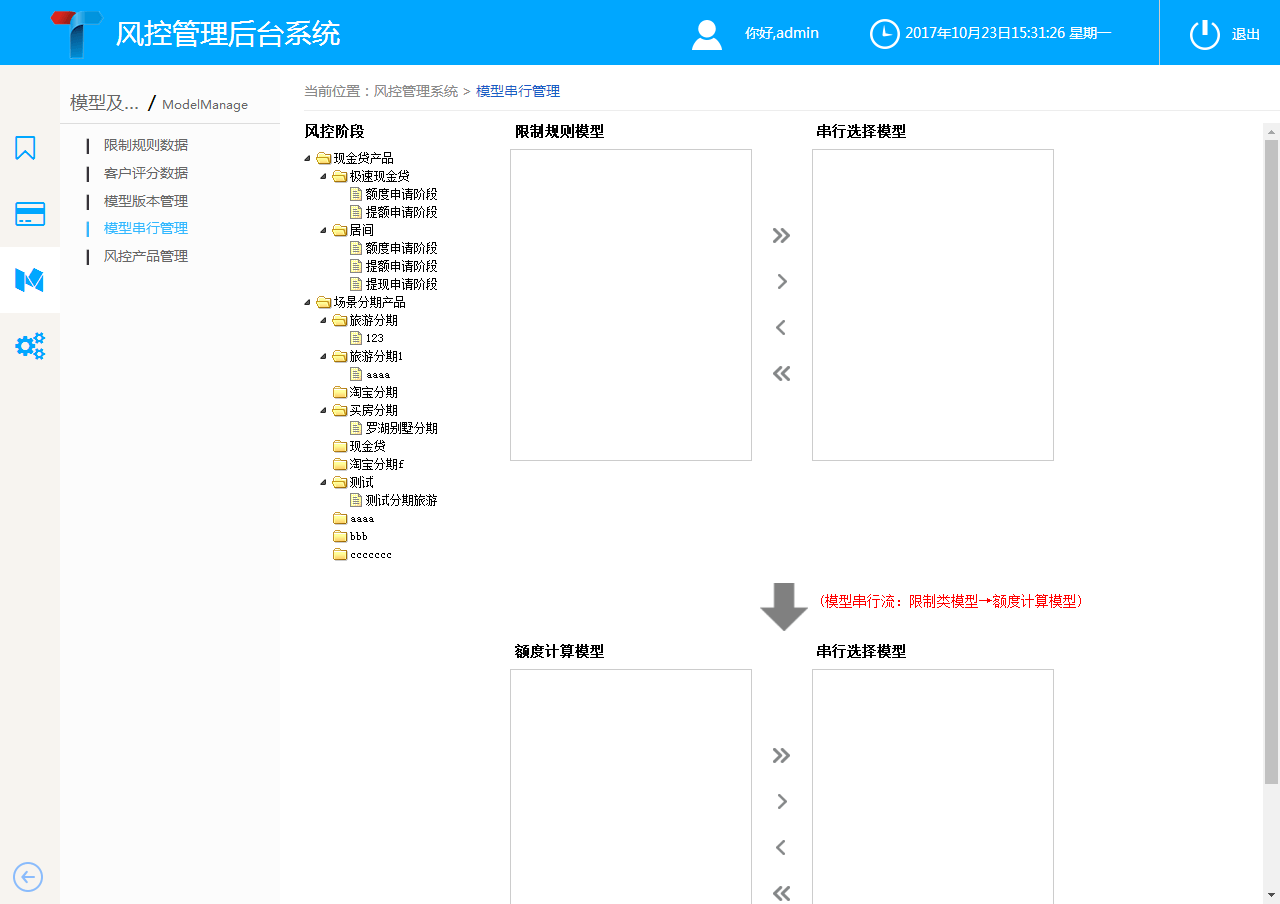 风控管理后台系统
你好,admin
2017年10月23日15:31:26 星期一
退出
模型及... / ModelManage
限制规则数据
客户评分数据
模型版本管理
模型串行管理
风控产品管理
当前位置：风控管理系统 > 模型串行管理
风控阶段
现金贷产品
极速现金贷
额度申请阶段
提额申请阶段
居间
额度申请阶段
提额申请阶段
提现申请阶段
场景分期产品
旅游分期
123
旅游分期1
aaaa
淘宝分期
买房分期
罗湖别墅分期
现金贷
淘宝分期f
测试
测试分期旅游
aaaa
bbb
ccccccc
限制规则模型
串行选择模型
(模型串行流：限制类模型→额度计算模型)
额度计算模型
串行选择模型